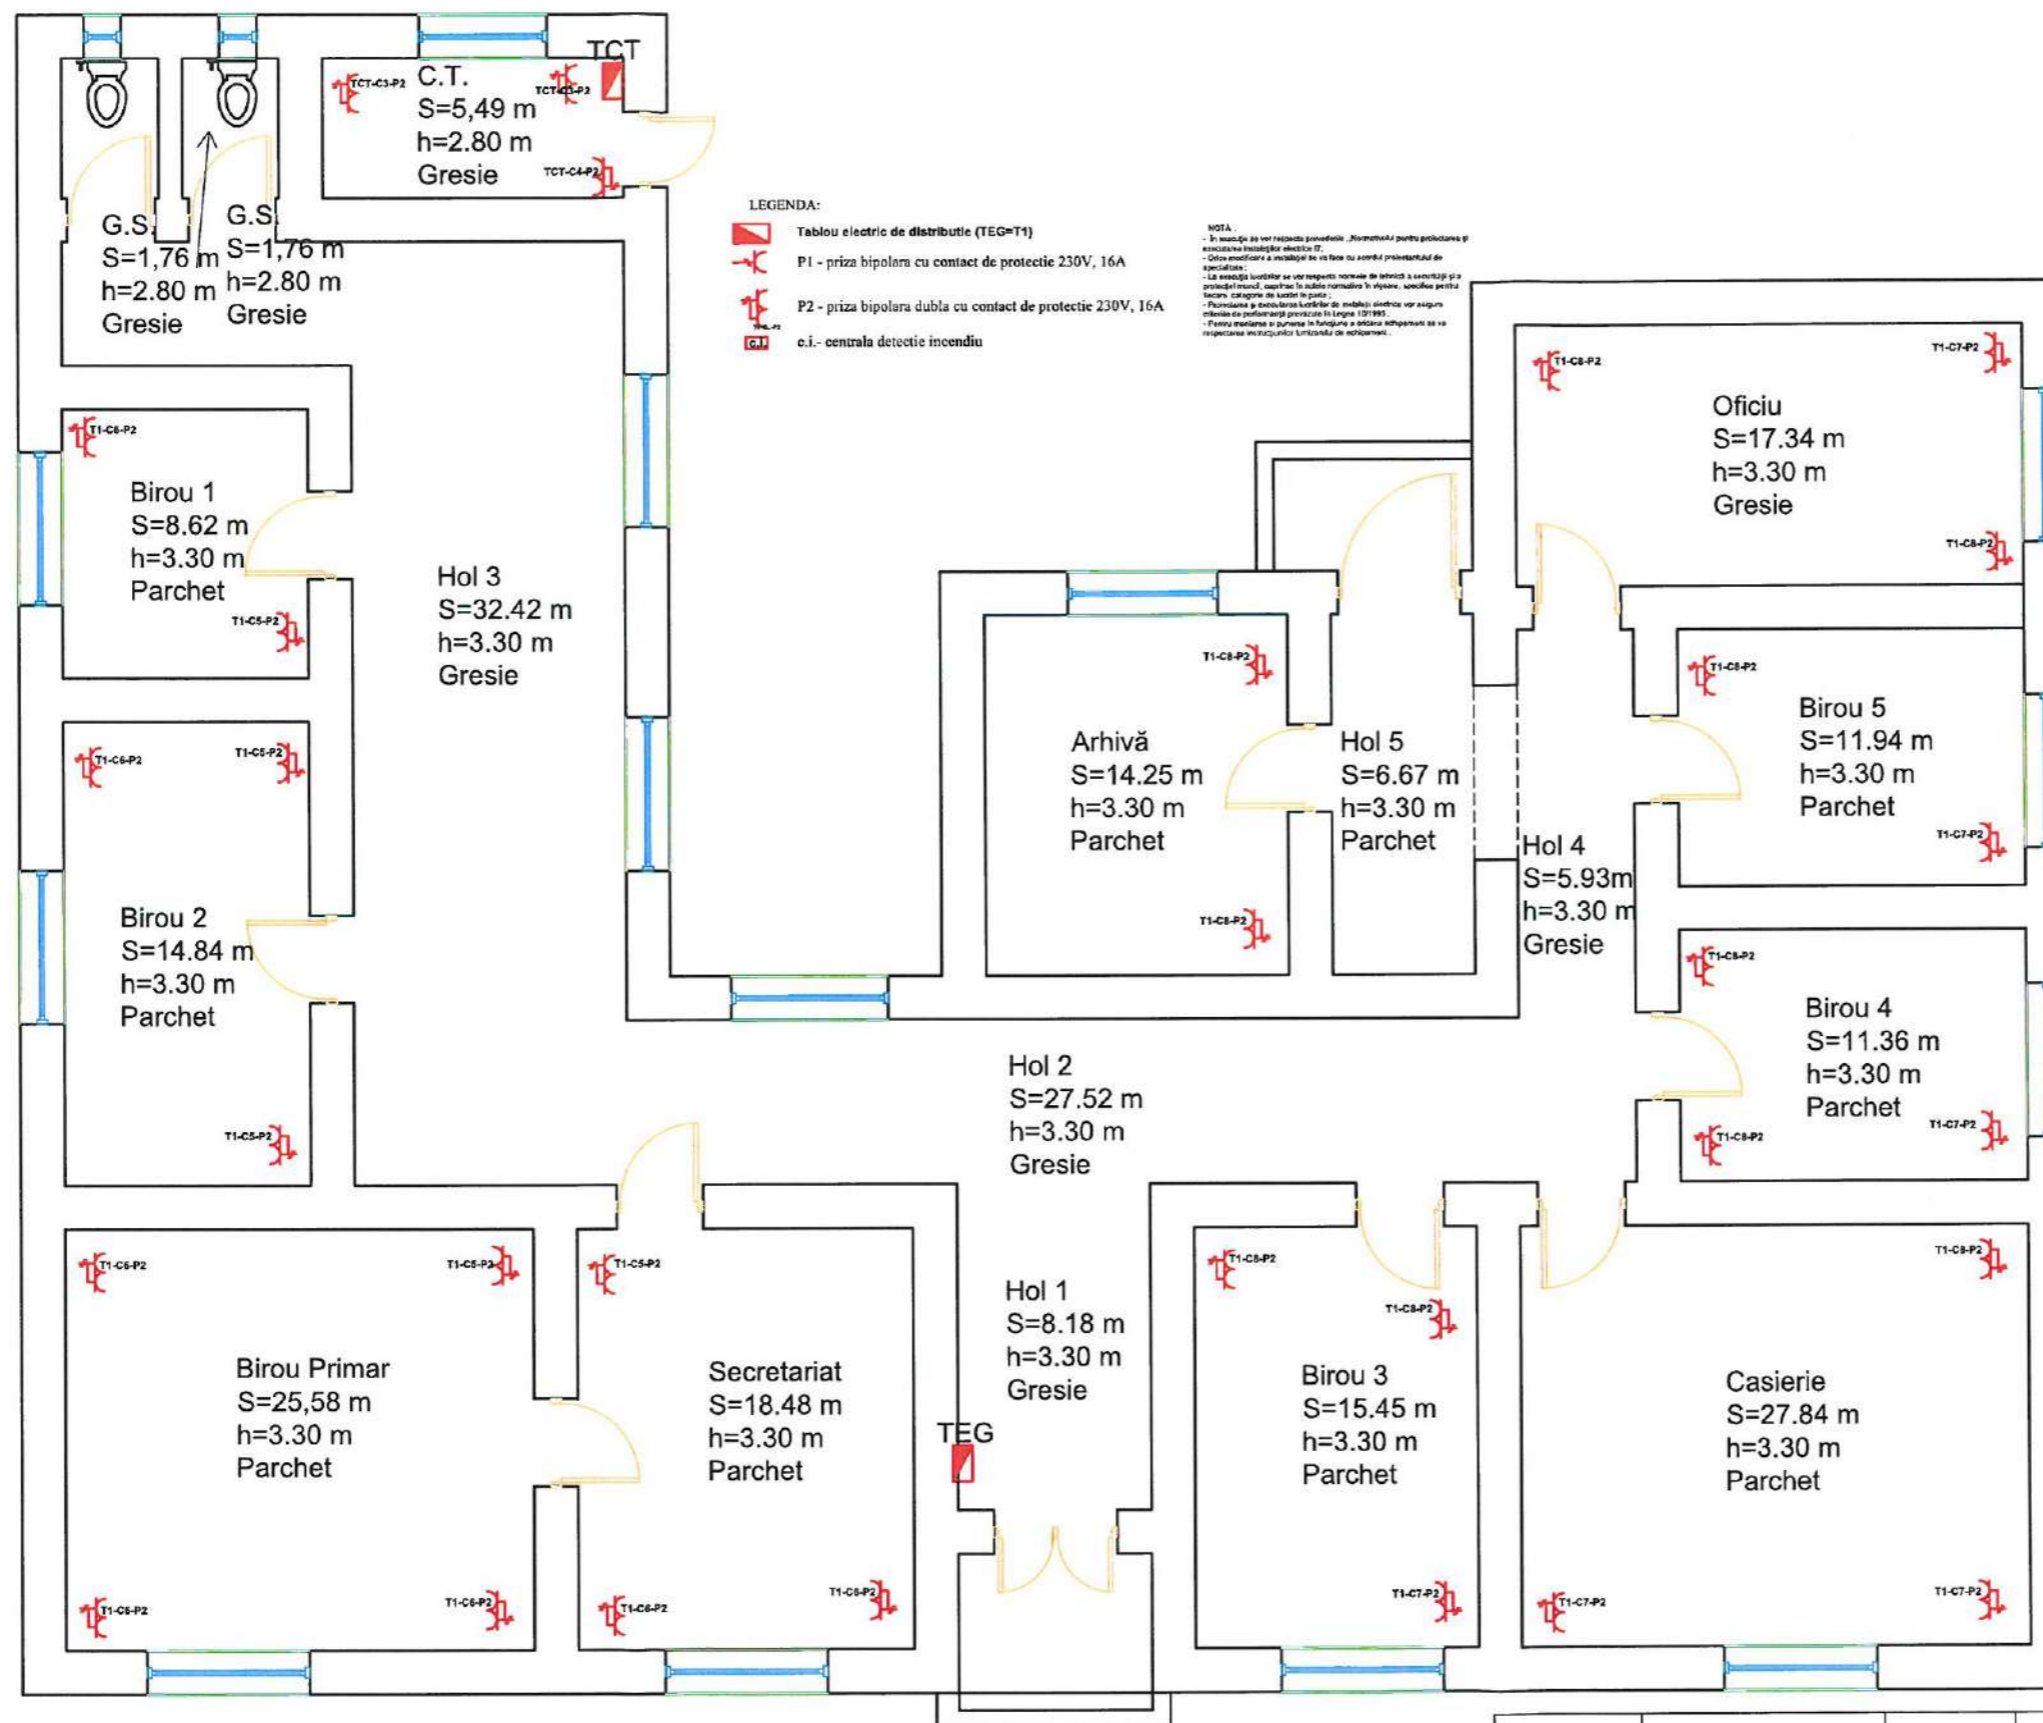 TCT
TCT-C3-P2
C.T.
S=5,49 m
h=2.80 m
Gresie
TCT-C3-P2
TCT-C4-P2
G.S.
S=1,76 m
h=2.80 m
Gresie
G.S.
S=1,76 m
h=2.80 m
Gresie
LEGENDA:
Tablou electric de distributie (TEG=T1)
P1 - priza bipolara cu contact de protectie 230V, 16A
P2 - priza bipolara dubla cu contact de protectie 230V, 16A
c.i.
c.i.- centrala detectie incendiu
NOTĂ :
T1-C8-P2
T1-C7-P2
Oficiu
S=17.34 m
h=3.30 m
Gresie
T1-C8-P2
T1-C6-P2
Birou 1
S=8.62 m
h=3.30 m
Parchet
T1-C5-P2
Hol 3
S=32.42 m
h=3.30 m
Gresie
T1-C8-P2
Arhivă
S=14.25 m
h=3.30 m
Parchet
T1-C8-P2
Hol 5
S=6.67 m
h=3.30 m
Parchet
Hol 4
S=5.93m
h=3.30 m
Gresie
T1-C8-P2
Birou 5
S=11.94 m
h=3.30 m
Parchet
T1-C7-P2
T1-C6-P2
T1-C5-P2
Birou 2
S=14.84 m
h=3.30 m
Parchet
T1-C5-P2
T1-C8-P2
Birou 4
S=11.36 m
h=3.30 m
Parchet
T1-C8-P2
T1-C7-P2
Hol 2
S=27.52 m
h=3.30 m
Gresie
T1-C6-P2
T1-C5-P2
Birou Primar
S=25,58 m
h=3.30 m
Parchet
T1-C6-P2
T1-C6-P2
T1-C5-P2
Secretariat
S=18.48 m
h=3.30 m
Parchet
T1-C6-P2
T1-C6-P2
Hol 1
S=8.18 m
h=3.30 m
Gresie
TEG
T1-C8-P2
T1-C8-P2
Birou 3
S=15.45 m
h=3.30 m
Parchet
T1-C7-P2
T1-C8-P2
Casierie
S=27.84 m
h=3.30 m
Parchet
T1-C7-P2
T1-C7-P2